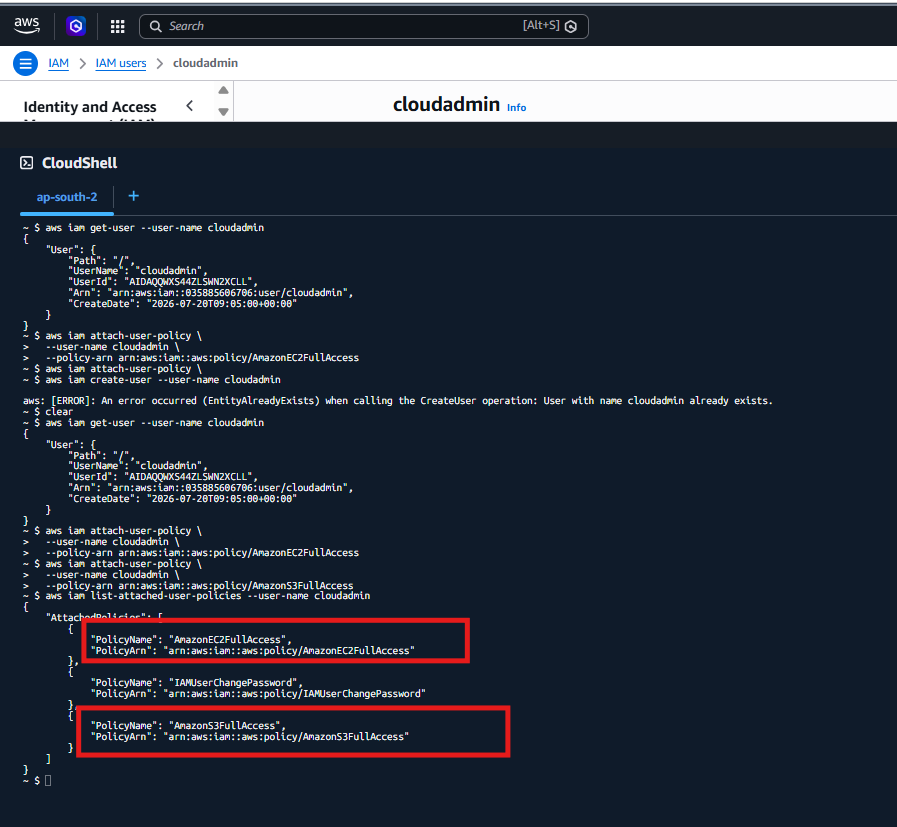 aws
Search
[Alt+S]
IAM > IAM users > cloudadmin
Identity and Access
cloudadmin Info
CloudShell
ap-south-2 +
~ $ aws iam get-user --user-name cloudadmin
{
    "User": {
        "Path": "/",
        "UserName": "cloudadmin",
        "UserId": "AIDAQQWXS44ZLSWN2XCLL",
        "Arn": "arn:aws:iam::035885606706:user/cloudadmin",
        "CreateDate": "2026-07-20T09:05:00+00:00"
    }
}
~ $ aws iam attach-user-policy \
>   --user-name cloudadmin \
>   --policy-arn arn:aws:iam::aws:policy/AmazonEC2FullAccess
~ $ aws iam attach-user-policy \
~ $ aws iam create-user --user-name cloudadmin
aws: [ERROR]: An error occurred (EntityAlreadyExists) when calling the CreateUser operation: User with name cloudadmin already exists.
~ $ clear
~ $ aws iam get-user --user-name cloudadmin
{
    "User": {
        "Path": "/",
        "UserName": "cloudadmin",
        "UserId": "AIDAQQWXS44ZLSWN2XCLL",
        "Arn": "arn:aws:iam::035885606706:user/cloudadmin",
        "CreateDate": "2026-07-20T09:05:00+00:00"
    }
}
~ $ aws iam attach-user-policy \
>   --user-name cloudadmin \
>   --policy-arn arn:aws:iam::aws:policy/AmazonEC2FullAccess
~ $ aws iam attach-user-policy \
>   --user-name cloudadmin \
>   --policy-arn arn:aws:iam::aws:policy/AmazonS3FullAccess
~ $ aws iam list-attached-user-policies --user-name cloudadmin
{
    "AttachedPolicies": [
        {
            "PolicyName": "AmazonEC2FullAccess",
            "PolicyArn": "arn:aws:iam::aws:policy/AmazonEC2FullAccess"
        },
        {
            "PolicyName": "IAMUserChangePassword",
            "PolicyArn": "arn:aws:iam::aws:policy/IAMUserChangePassword"
        },
        {
            "PolicyName": "AmazonS3FullAccess",
            "PolicyArn": "arn:aws:iam::aws:policy/AmazonS3FullAccess"
        }
    ]
}
~ $